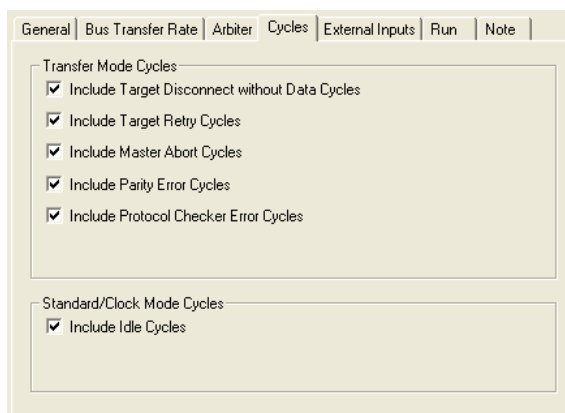 General Bus Transfer Rate Arbiter Cycles External Inputs Run Note
Transfer Mode Cycles
Include Target Disconnect without Data Cycles
Include Target Retry Cycles
Include Master Abort Cycles
Include Parity Error Cycles
Include Protocol Checker Error Cycles
Standard/Clock Mode Cycles
Include Idle Cycles